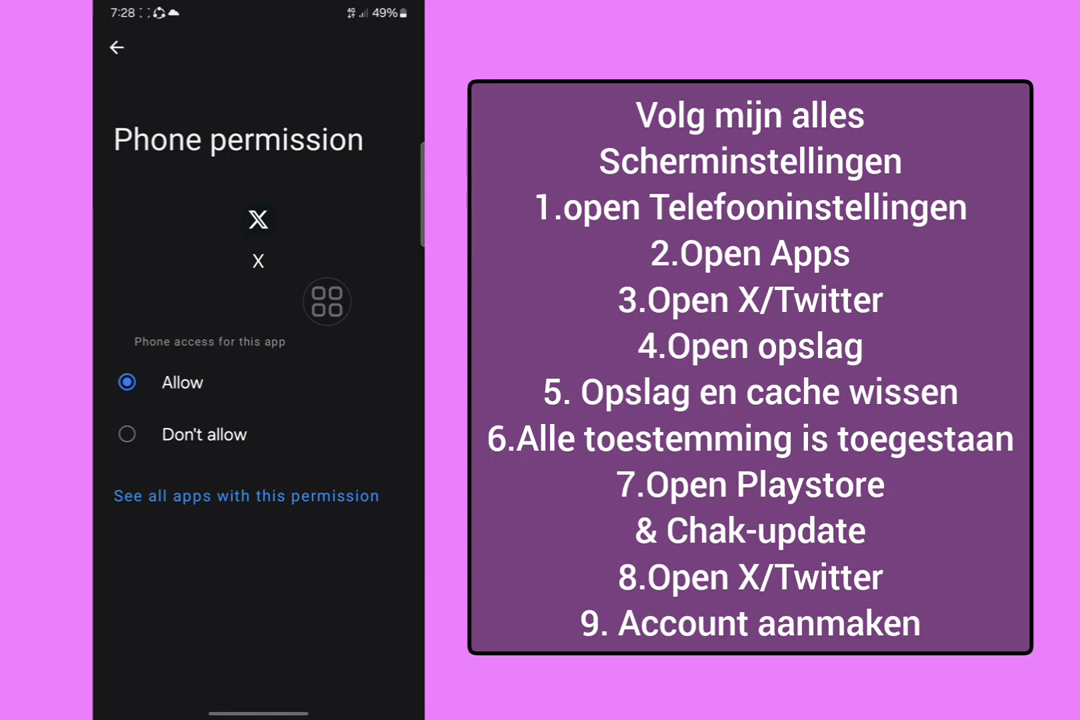 7:28
4G
49%
Phone permission
X
X
Phone access for this app
Allow
Don't allow
See all apps with this permission
Volg mijn alles
Scherminstellingen
1.open Telefooninstellingen
2.Open Apps
3.Open X/Twitter
4.Open opslag
5. Opslag en cache wissen
6.Alle toestemming is toegestaan
7.Open Playstore
& Chak-update
8.Open X/Twitter
9. Account aanmaken